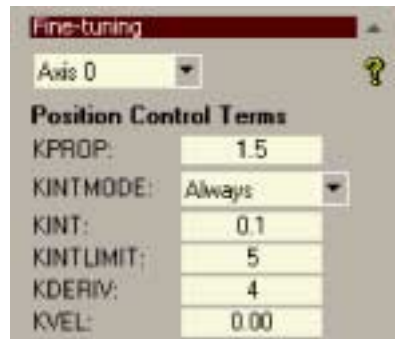 Fine-tuning
Axis 0
Position Control Terms
KPROP: 1.5
KINTMODE: Always
KINT: 0.1
KINTLIMIT: 5
KDERIV: 4
KVEL: 0.00